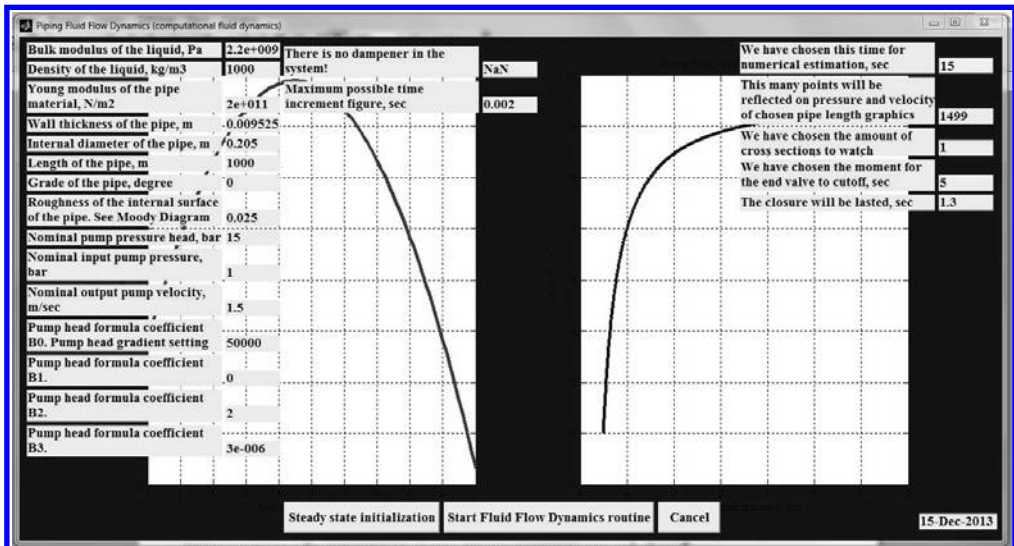 Piping Fluid Flow Dynamics (computational fluid dynamics)
Bulk modulus of the liquid, Pa 2.2e+009
Density of the liquid, kg/m3 1000
Young modulus of the pipe
material, N/m2 2e+011
Wall thickness of the pipe, m 0.009525
Internal diameter of the pipe, m 0.205
Length of the pipe, m 1000
Grade of the pipe, degree 0
Roughness of the internal surface
of the pipe. See Moody Diagram 0.025
Nominal pump pressure head, bar 15
Nominal input pump pressure,
bar 1
Nominal output pump velocity,
m/sec 1.5
Pump head formula coefficient
B0. Pump head gradient setting 50000
Pump head formula coefficient
B1. 0
Pump head formula coefficient
B2. 2
Pump head formula coefficient
B3. 3e-006
There is no dampener in the
system! NaN
Maximum possible time
increment figure, sec 0.002
We have chosen this time for
numerical estimation, sec 15
This many points will be
reflected on pressure and velocity
of chosen pipe length graphics 1499
We have chosen the amount of
cross sections to watch 1
We have chosen the moment for
the end valve to cutoff, sec 5
The closure will be lasted, sec 1.3
Steady state initialization
Start Fluid Flow Dynamics routine
Cancel
15-Dec-2013